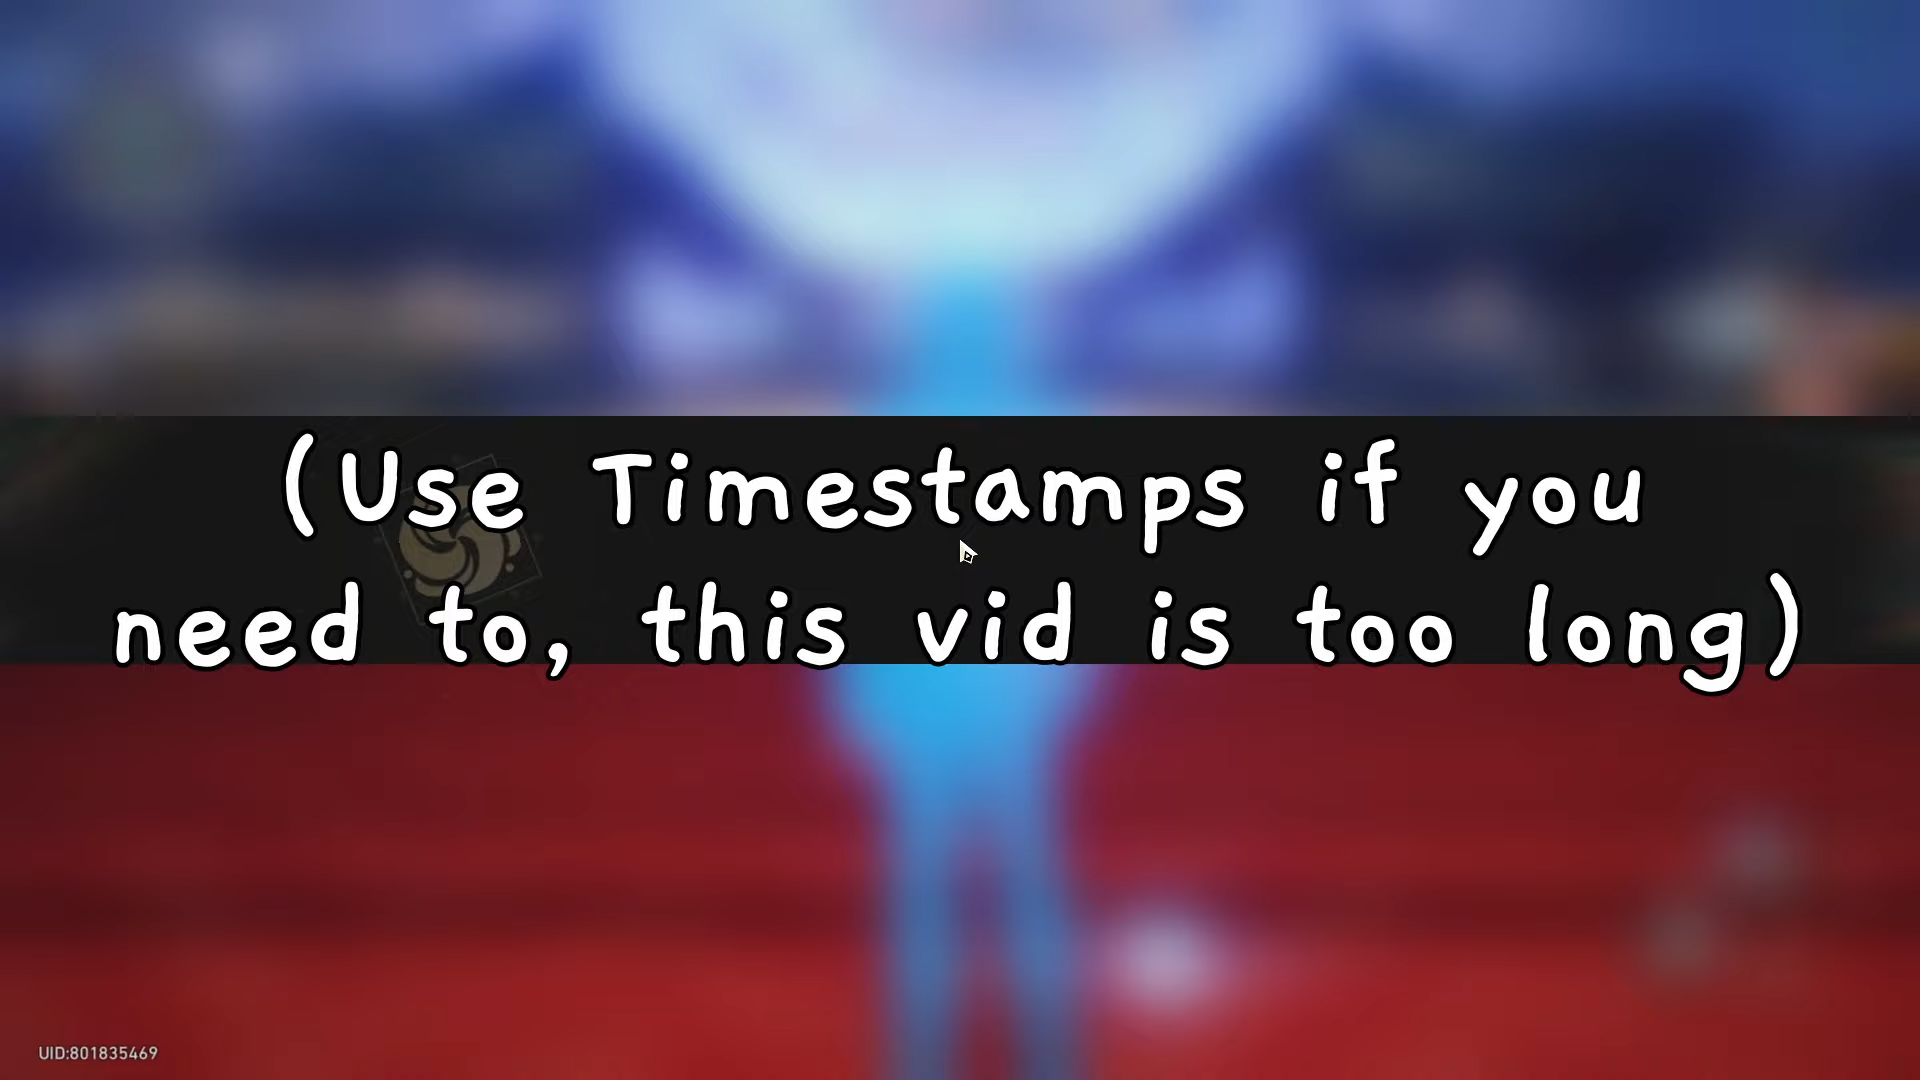 (Use Timestamps if you
need to, this vid is too long)
UID:801835469